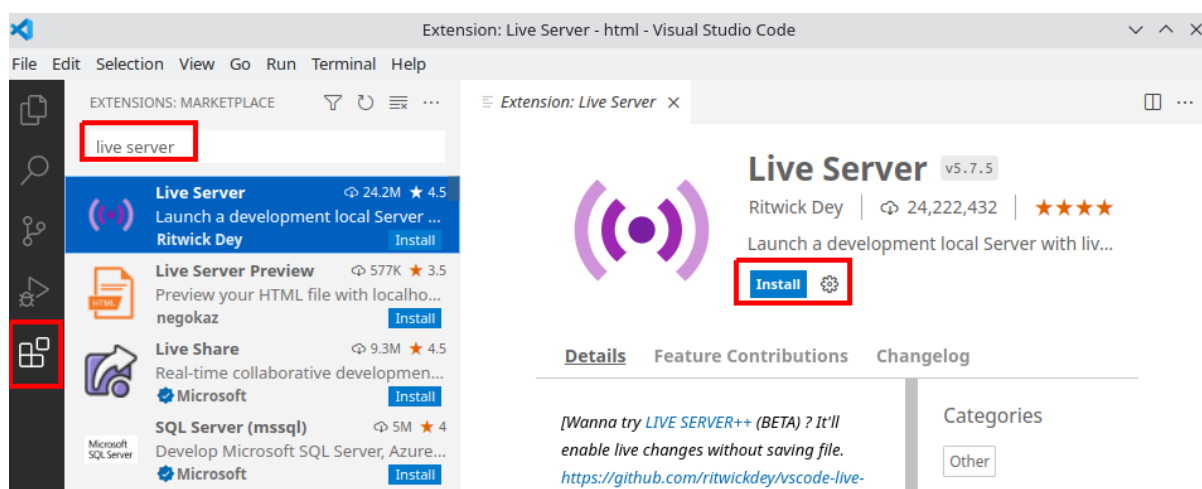 Extension: Live Server - html - Visual Studio Code
File Edit Selection View Go Run Terminal Help
EXTENSIONS: MARKETPLACE
live server
Live Server 24.2M ★ 4.5
Launch a development local Server ...
Ritwick Dey Install
Live Server Preview 577K ★ 3.5
Preview your HTML file with localho...
negokaz Install
Live Share 9.3M ★ 4.5
Real-time collaborative developmen...
Microsoft Install
SQL Server (mssql) 5M ★ 4
Develop Microsoft SQL Server, Azure...
Microsoft Install
HTML
Microsoft
SQL Server
Extension: Live Server
Live Server v5.7.5
Ritwick Dey 24,222,432 ★★★★
Launch a development local Server with liv...
Install
Details Feature Contributions Changelog
[Wanna try LIVE SERVER++ (BETA) ? It'll
enable live changes without saving file.
https://github.com/ritwickdey/vscode-live-
Categories
Other